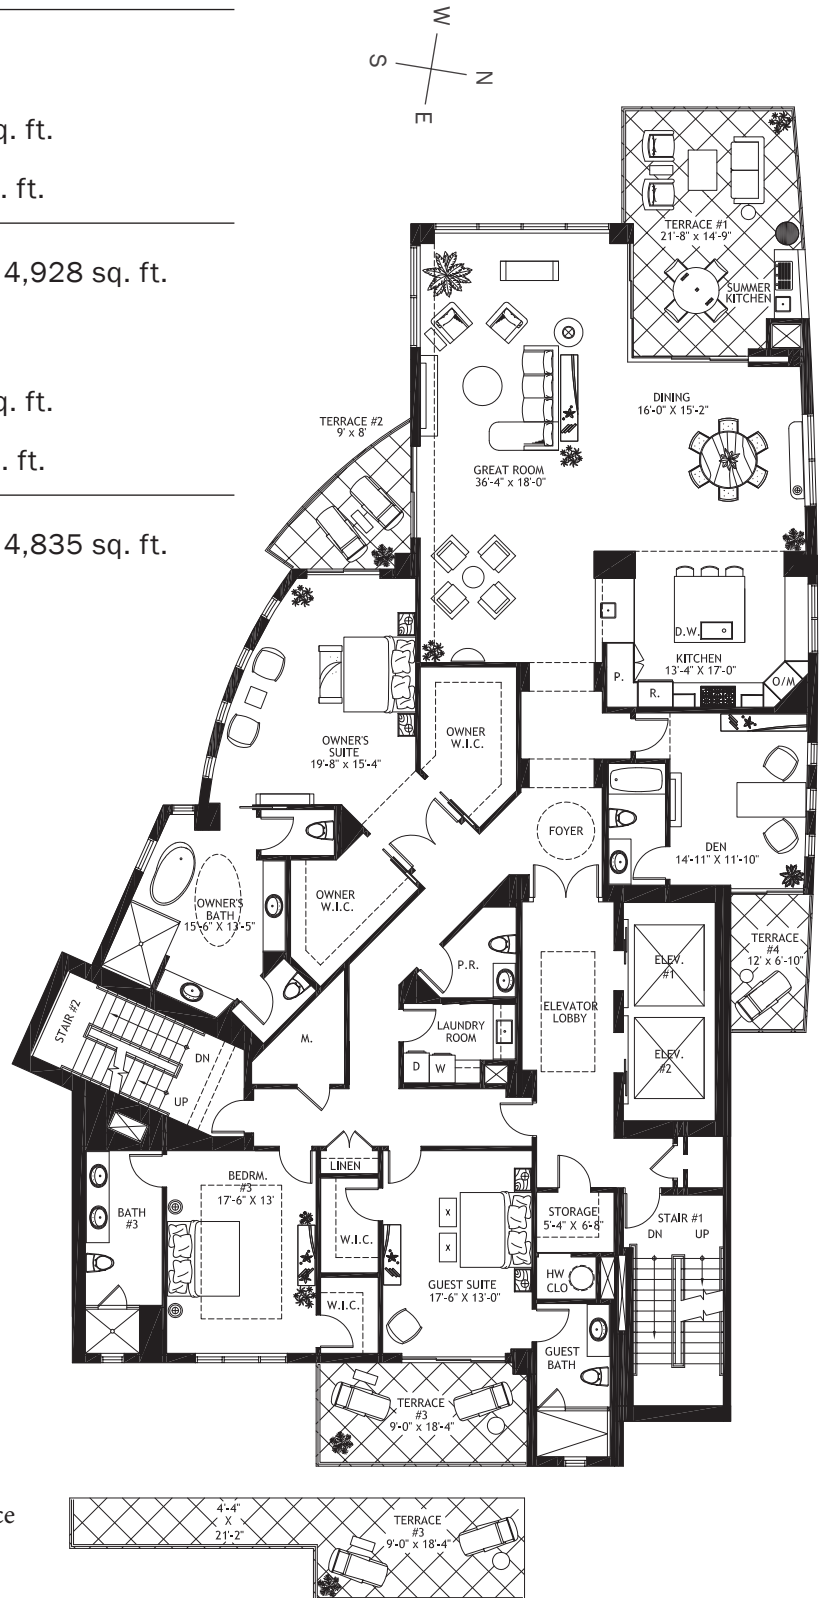 W
S
N
E
q. ft.
. ft.
4,928 sq. ft.
q. ft.
. ft.
4,835 sq. ft.
TERRACE #1
21'-8" x 14'-9"
SUMMER
KITCHEN
DINING
16'-0" X 15'-2"
TERRACE #2
9' x 8'
GREAT ROOM
36'-4" x 18'-0"
D.W.
KITCHEN
13'-4" X 17'-0"
P.
R.
O/M
OWNER
W.I.C.
OWNER'S
SUITE
19'-8" x 15'-4"
FOYER
DEN
14'-11" X 11'-10"
OWNER
W.I.C.
OWNER'S
BATH
15'-6" X 13'-5"
P.R.
TERRACE
#4
12' x 6'-10"
ELEV.
#1
ELEVATOR
LOBBY
STAIR #2
DN
UP
M.
LAUNDRY
ROOM
D
W
ELEV.
#2
LINEN
BEDRM.
#3
17'-6" X 13'
BATH
#3
W.I.C.
X
X
GUEST SUITE
17'-6" X 13'-0"
STORAGE
5'-4" X 6'-8"
STAIR #1
DN
UP
HW
CLO
W.I.C.
GUEST
BATH
TERRACE
#3
9'-0" x 18'-4"
ce
4'-4"
X
21'-2"
TERRACE
#3
9'-0" x 18'-4"